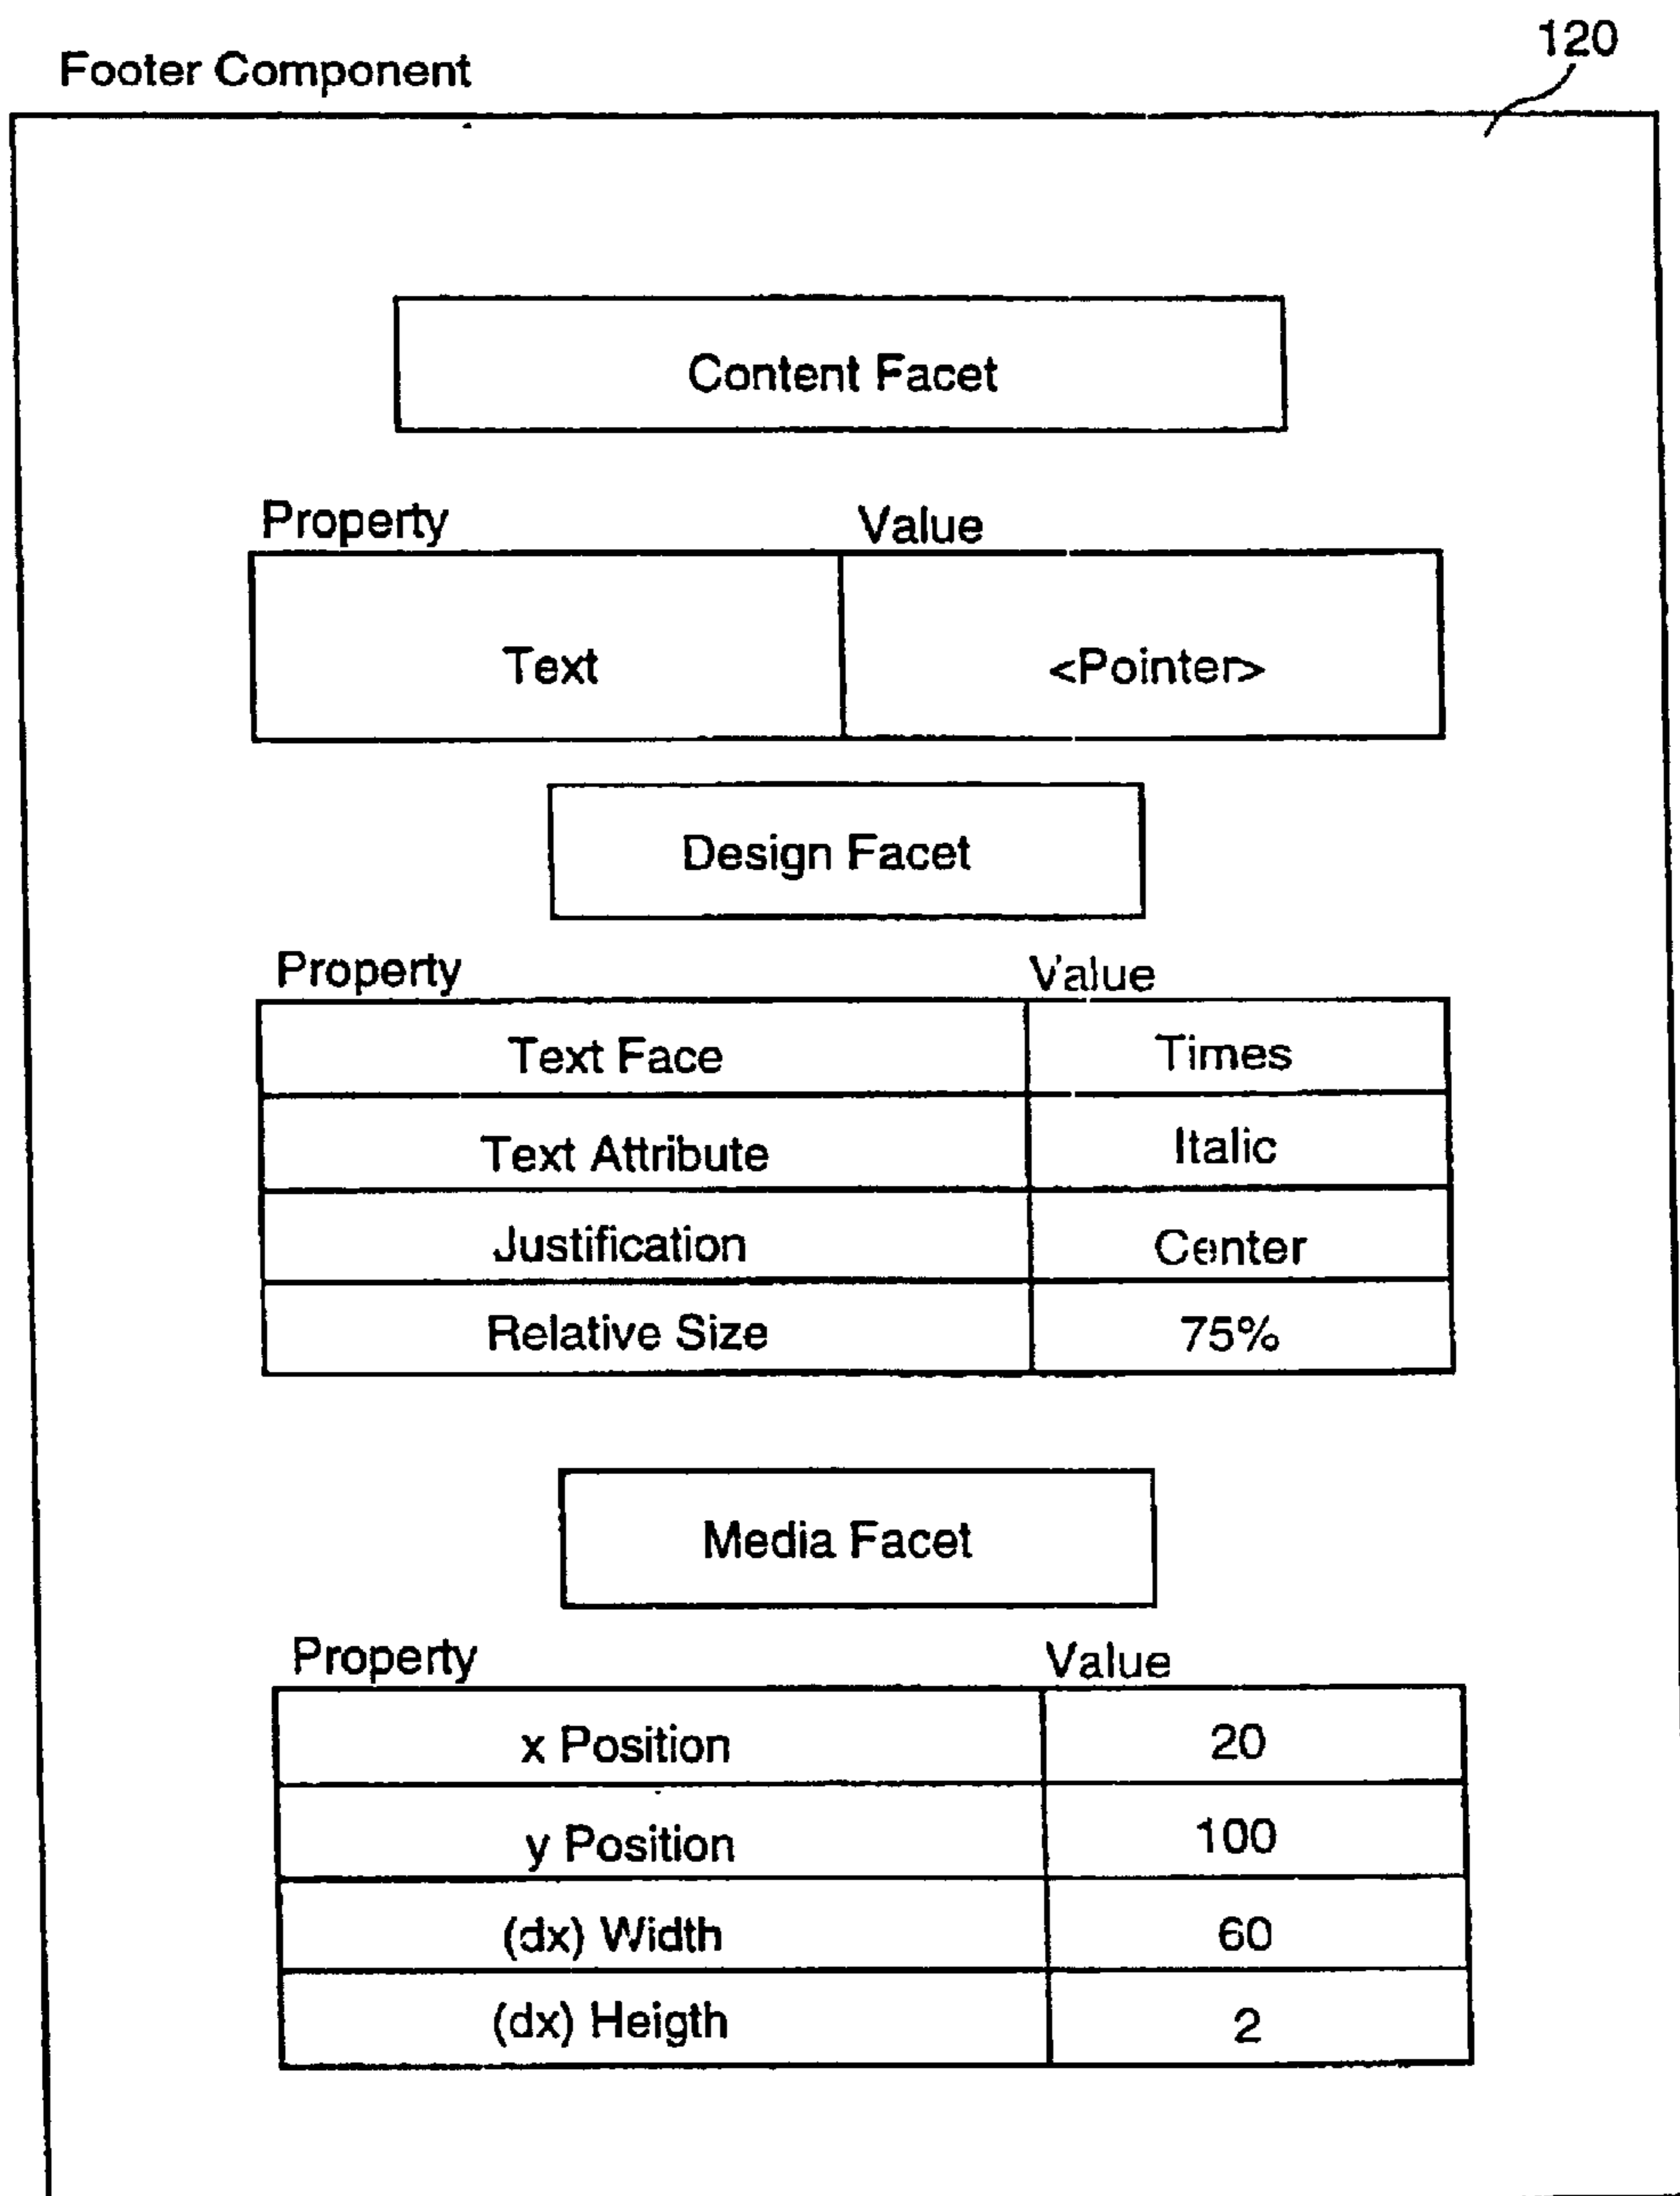 120
Footer Component
Content Facet
Property Value
Text <Pointer>
Design Facet
Property Value
Text Face Times
Text Attribute Italic
Justification Center
Relative Size 75%
Media Facet
Property Value
x Position 20
y Position 100
(dx) Width 60
(dx) Heigth 2